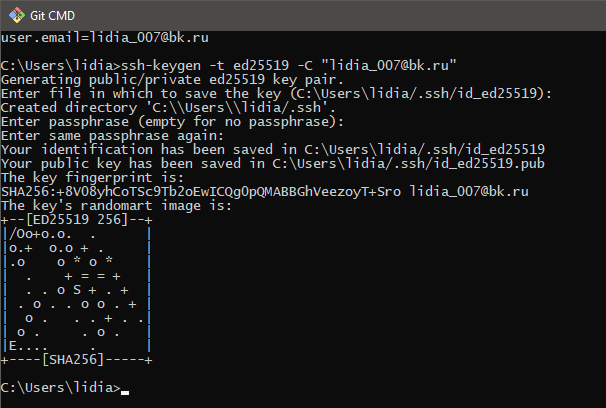 Git CMD
user.email=lidia_007@bk.ru
C:\Users\lidia>ssh-keygen -t ed25519 -C "lidia_007@bk.ru"
Generating public/private ed25519 key pair.
Enter file in which to save the key (C:\Users\lidia/.ssh/id_ed25519):
Created directory 'C:\\Users\\lidia/.ssh'.
Enter passphrase (empty for no passphrase):
Enter same passphrase again:
Your identification has been saved in C:\Users\lidia/.ssh/id_ed25519
Your public key has been saved in C:\Users\lidia/.ssh/id_ed25519.pub
The key fingerprint is:
SHA256:+8V08yhCoTSc9Tb2oEwICQg0pQMABBGhVeezoyT+Sro lidia_007@bk.ru
The key's randomart image is:
+--[ED25519 256]--+
|/Oo+o.o.  .      |
|o.+  o.o + .     |
|.o    o * o *    |
|  .    + = = +   |
|  . . o S + . +  |
| . o . . o o . + |
|  o .   . . + . .|
| o .     . o .   |
|E....     .      |
+----[SHA256]-----+
C:\Users\lidia>